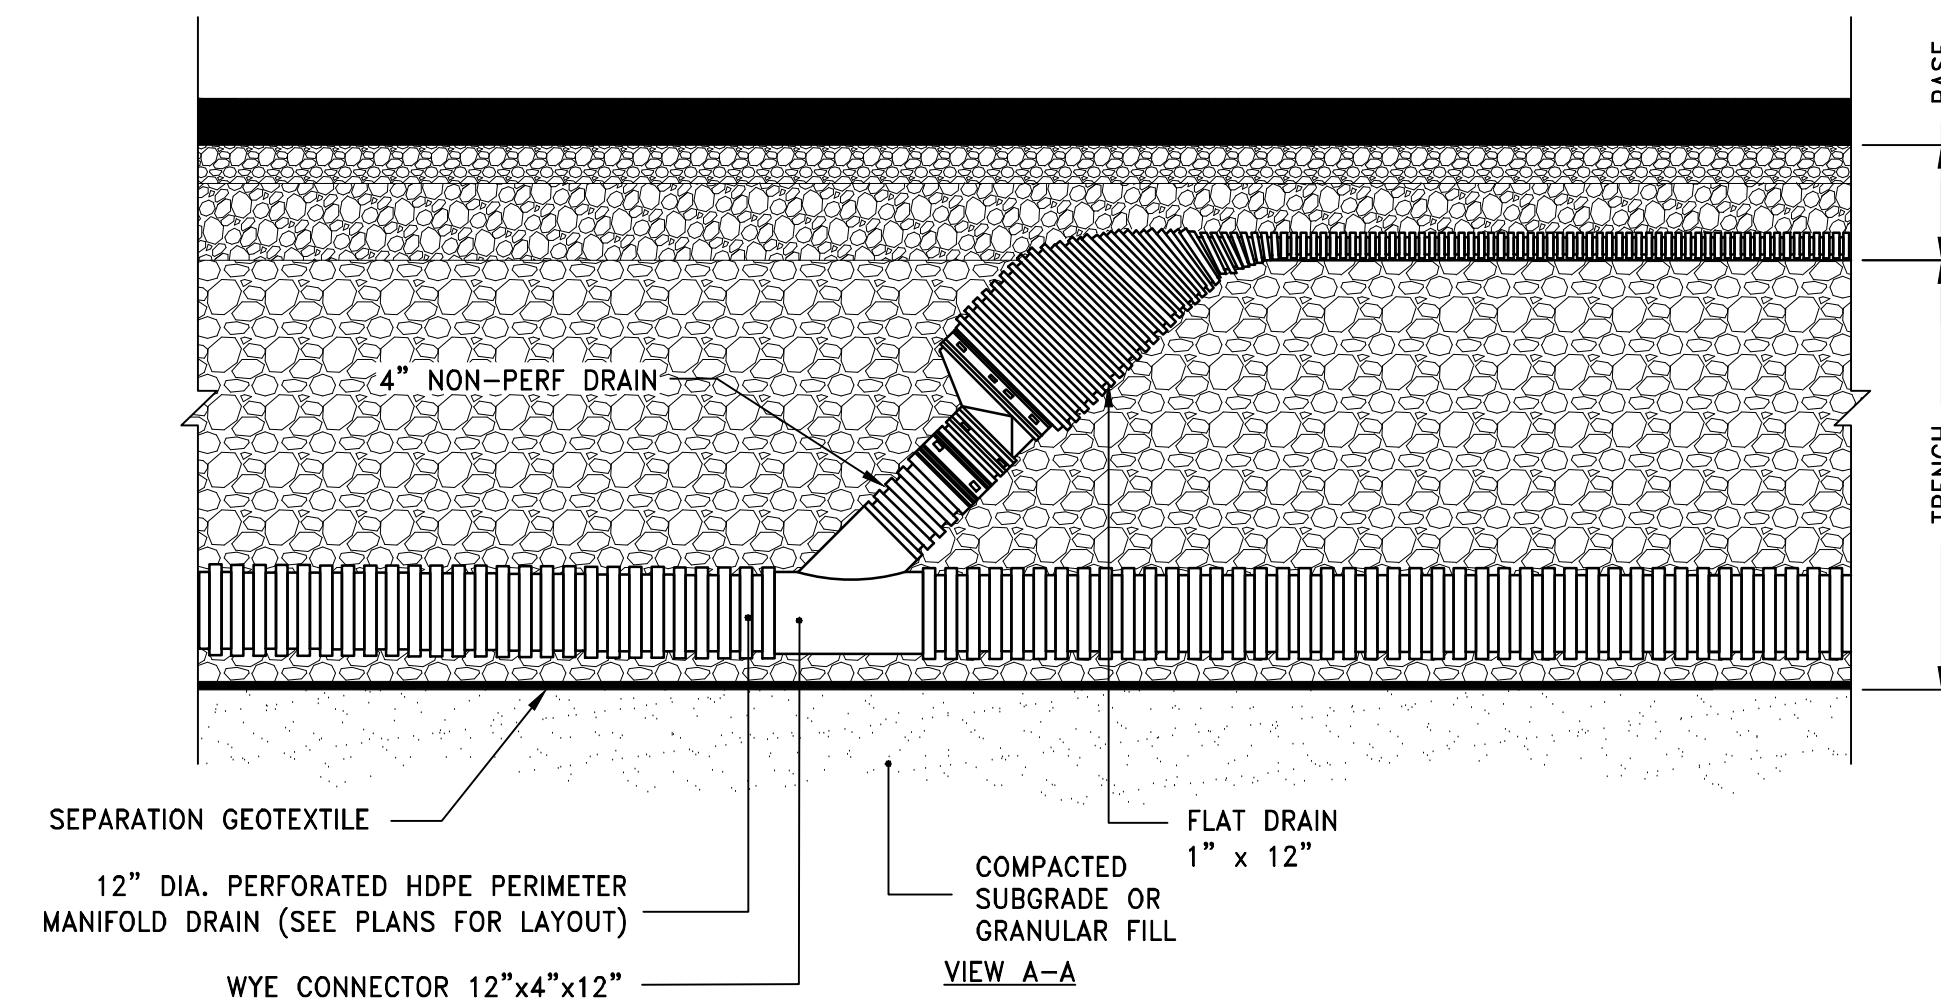 BASE
4" NON-PERF DRAIN
TRENCH
SEPARATION GEOTEXTILE
FLAT DRAIN
1" x 12"
12" DIA. PERFORATED HDPE PERIMETER
MANIFOLD DRAIN (SEE PLANS FOR LAYOUT)
COMPACTED
SUBGRADE OR
GRANULAR FILL
WYE CONNECTOR 12"x4"x12"
VIEW A-A